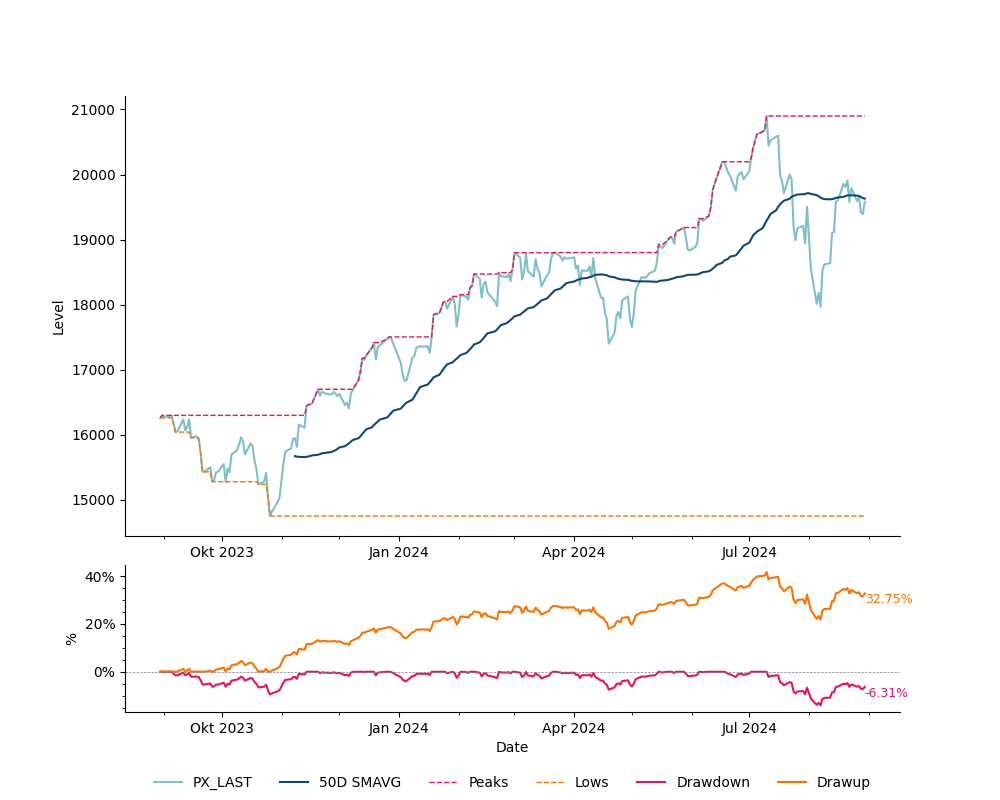 21000
20000
19000
18000
17000
16000
15000
Level
Okt 2023 Jan 2024 Apr 2024 Jul 2024
40%
20%
0%
%
32.75%
-6.31%
Okt 2023 Jan 2024 Apr 2024 Jul 2024
Date
PX_LAST 50D SMAVG Peaks Lows Drawdown Drawup